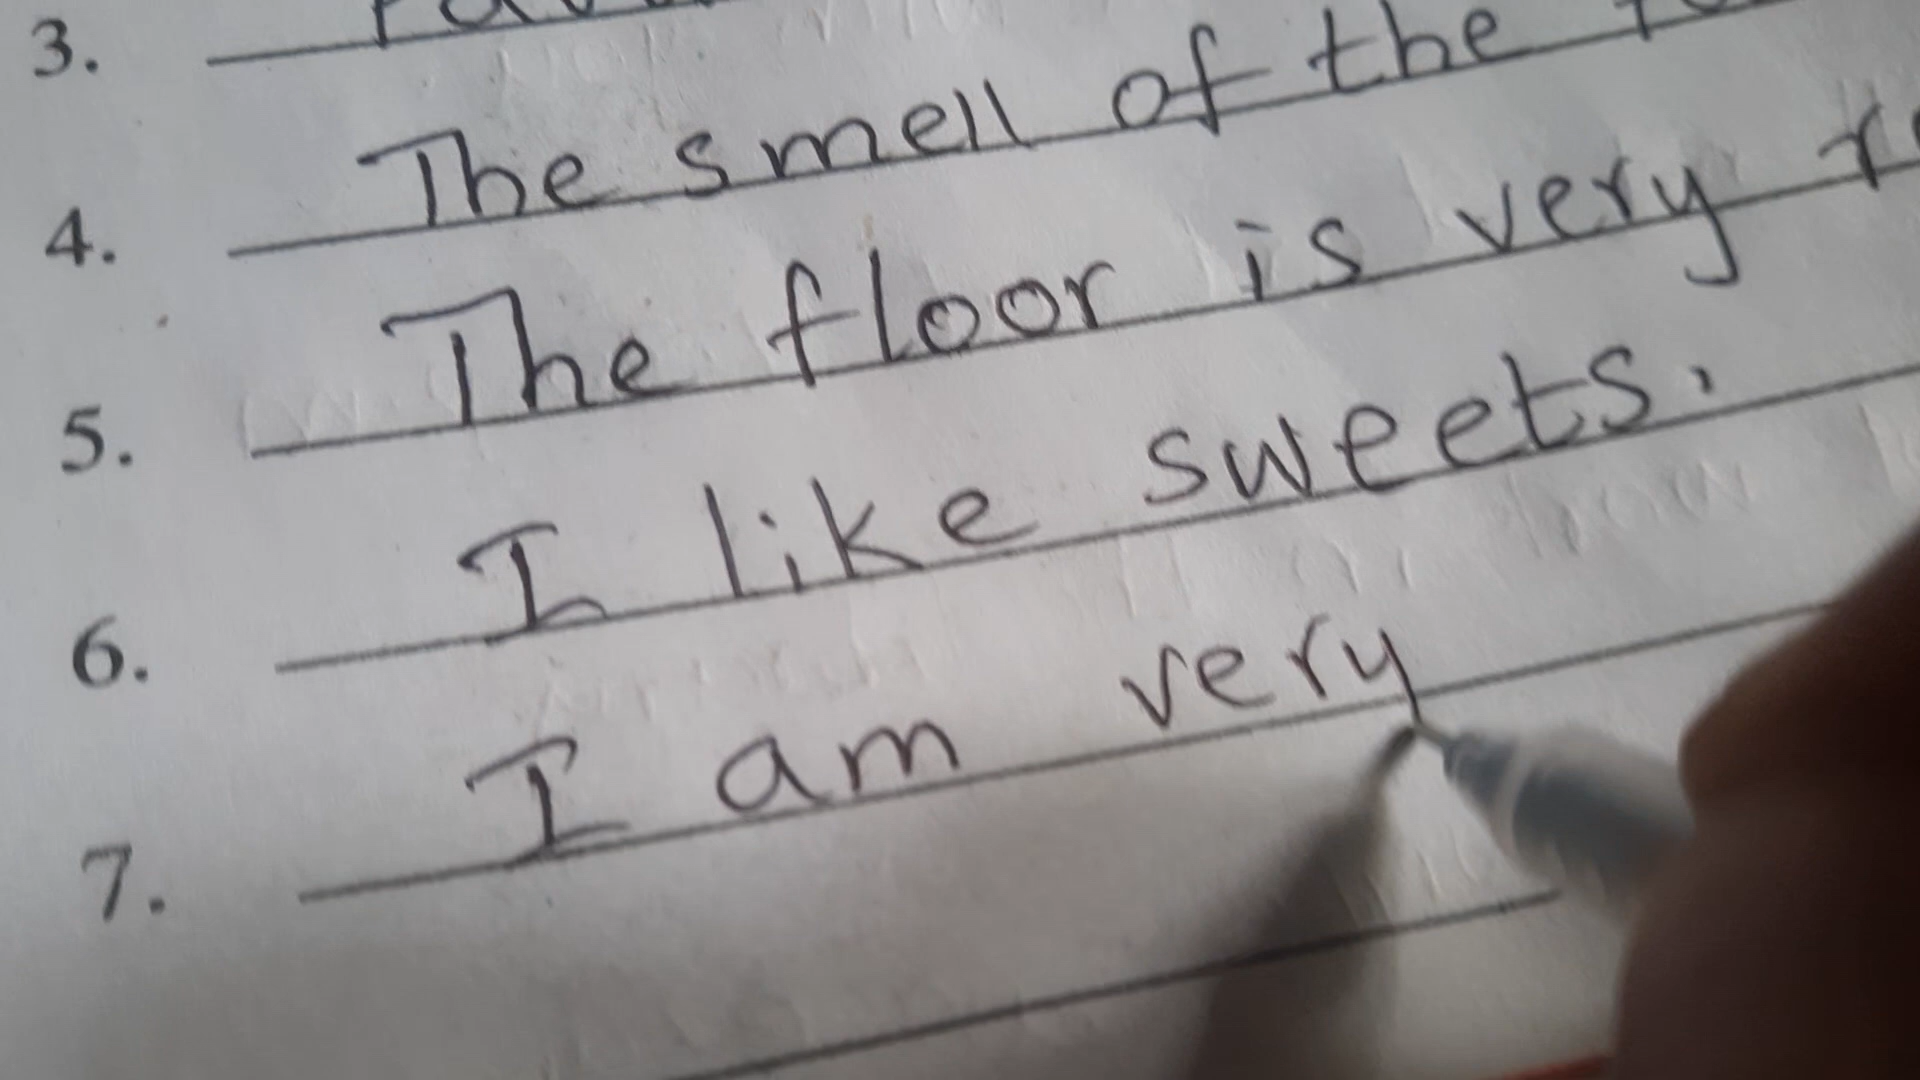 3.
4. The smell of the
5. The floor is very
6. I like sweets.
7. I am very